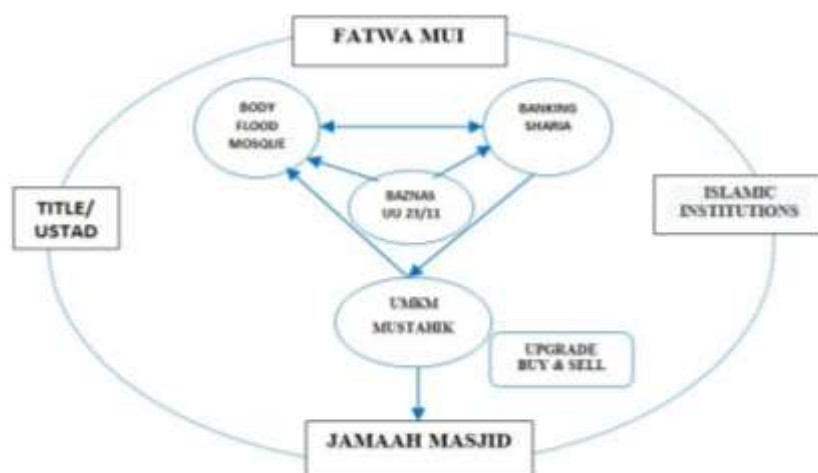 FATWA MUI
BODY
FLOOD
MOSQUE
BANKING
SHARIA
BAZNAS
UU 23/11
TITLE/
USTAD
ISLAMIC
INSTITUTIONS
UMKM
MUSTAHIK
UPGRADE
BUY & SELL
JAMAAH MASJID